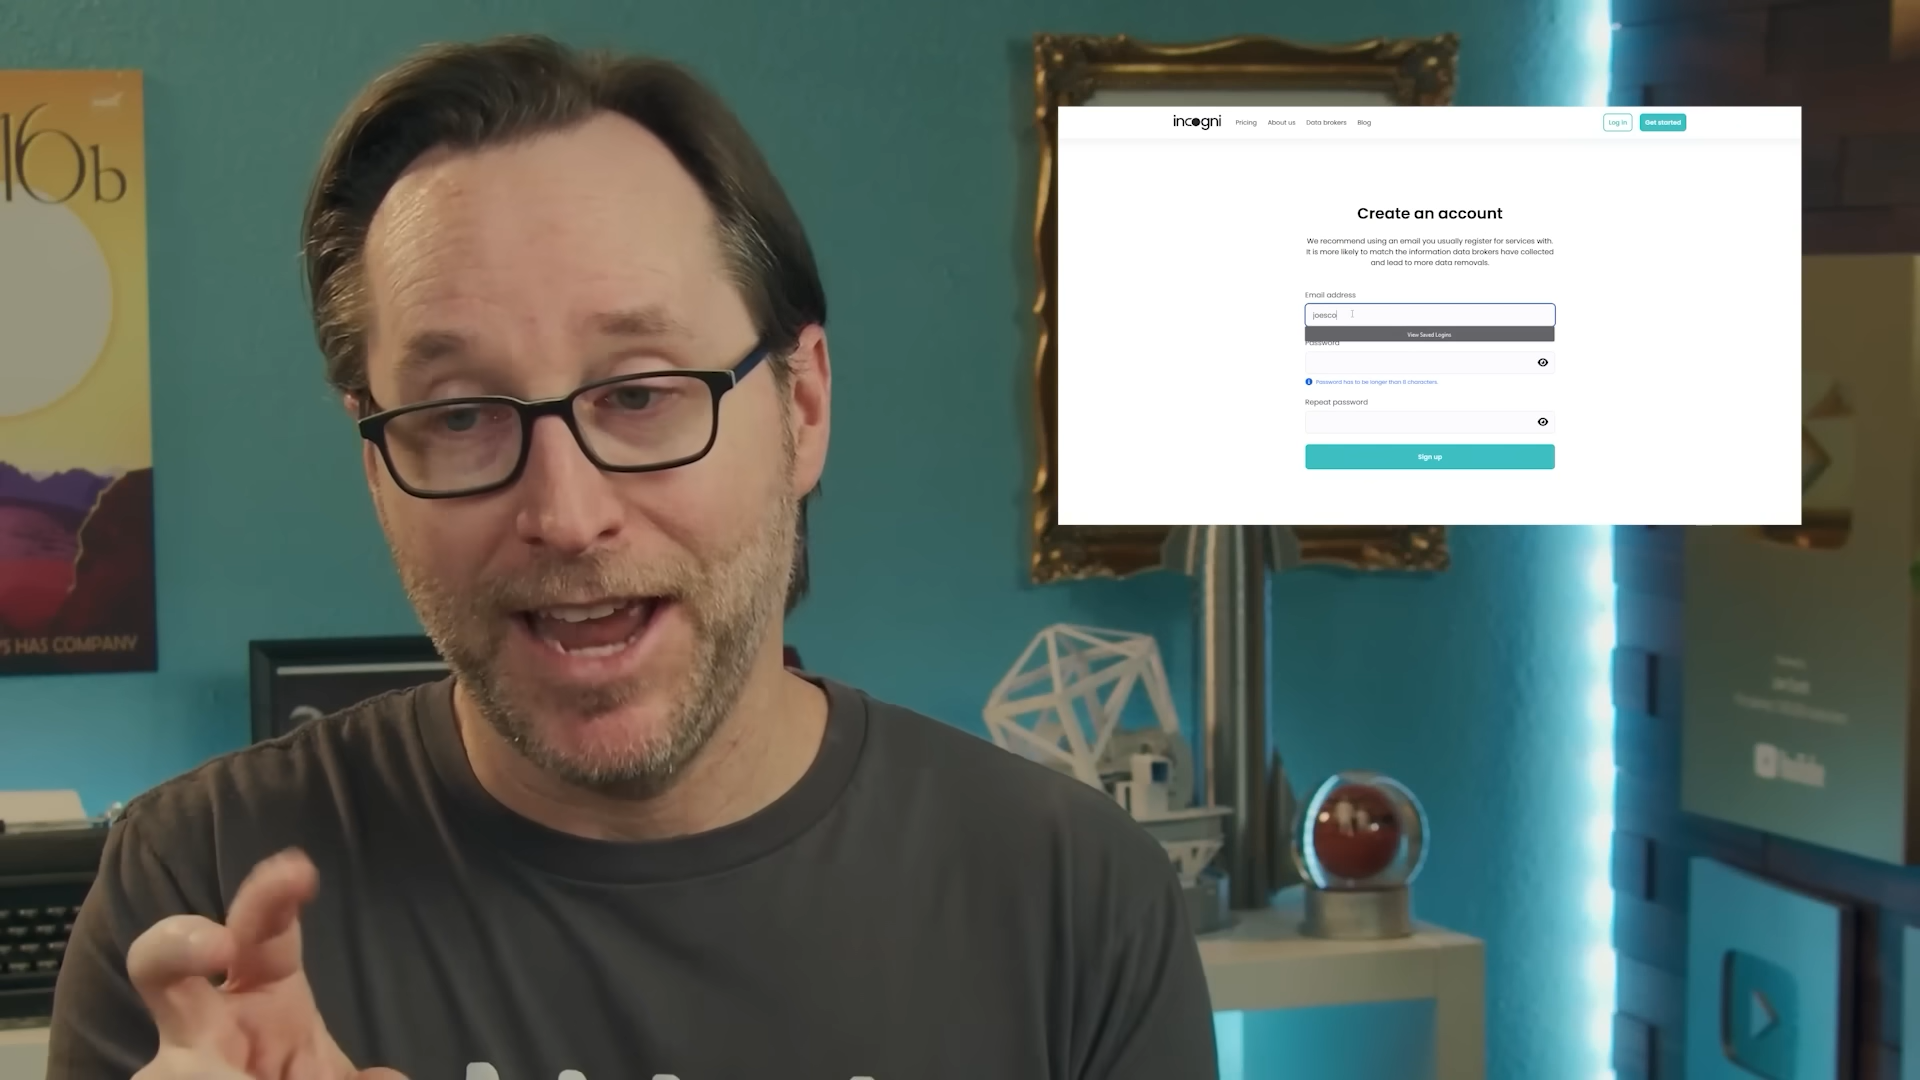 16b
S HAS COMPANY
incogni
Pricing
About us
Data brokers
Blog
Log in
Get started
Create an account
We recommend using an email you usually register for services with.
It is more likely to match the information data brokers have collected
and lead to more data removals.
Email address
joesco
View Saved Logins
Password
Password has to be longer than 8 characters.
Repeat password
Sign up